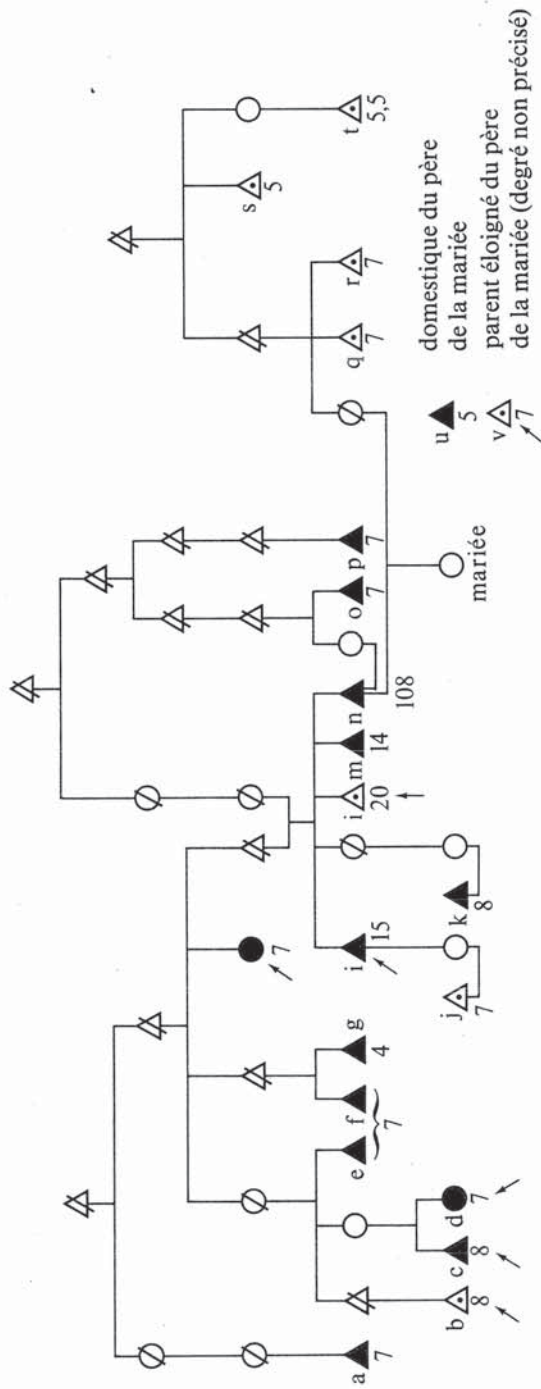 s
5
t
5,5
7
q
7
r
7
o
7
p
7
n
108
m
14
i
20
i
15
k
8
j
7
g
4
e
f
7
d
7
c
8
b
8
a
7
mariée
u
5
domestique du père
de la mariée
v
7
parent éloigné du père
de la mariée (degré non précisé)